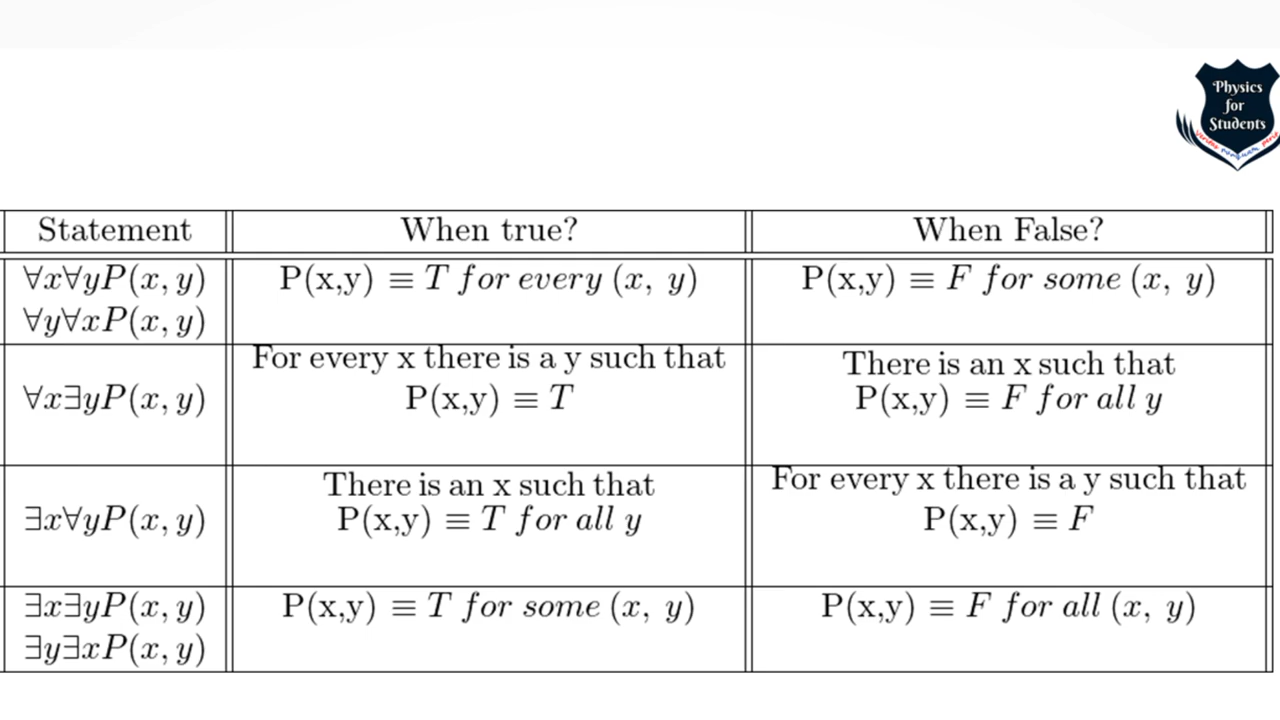 Physics
for
Students
Statement When true? When False?
∀x∀yP(x, y) P(x,y) ≡ T for every (x, y) P(x,y) ≡ F for some (x, y)
∀y∀xP(x, y)
For every x there is a y such that There is an x such that
∀x∃yP(x, y) P(x,y) ≡ T P(x,y) ≡ F for all y
There is an x such that For every x there is a y such that
∃x∀yP(x, y) P(x,y) ≡ T for all y P(x,y) ≡ F
∃x∃yP(x, y) P(x,y) ≡ T for some (x, y) P(x,y) ≡ F for all (x, y)
∃y∃xP(x, y)